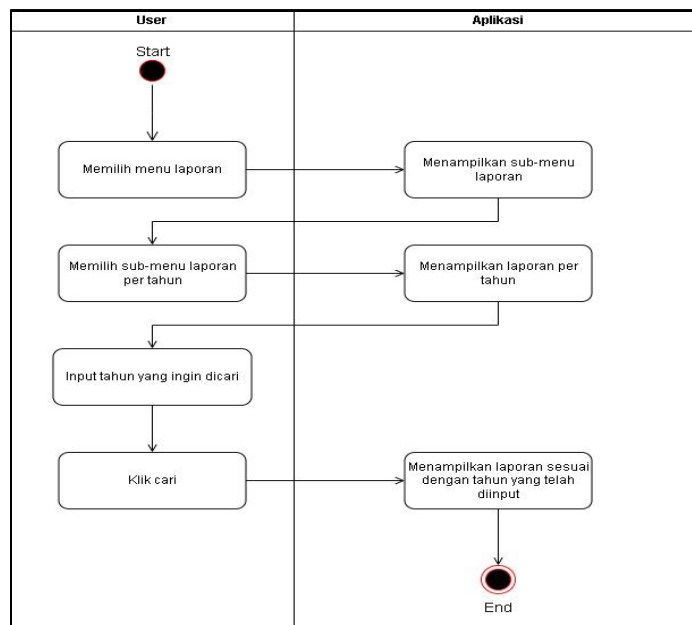 User
Aplikasi
Start
Memilih menu laporan
Menampilkan sub-menu
laporan
Memilih sub-menu laporan
per tahun
Menampilkan laporan per
tahun
Input tahun yang ingin dicari
Klik cari
Menampilkan laporan sesuai
dengan tahun yang telah
diinput
End